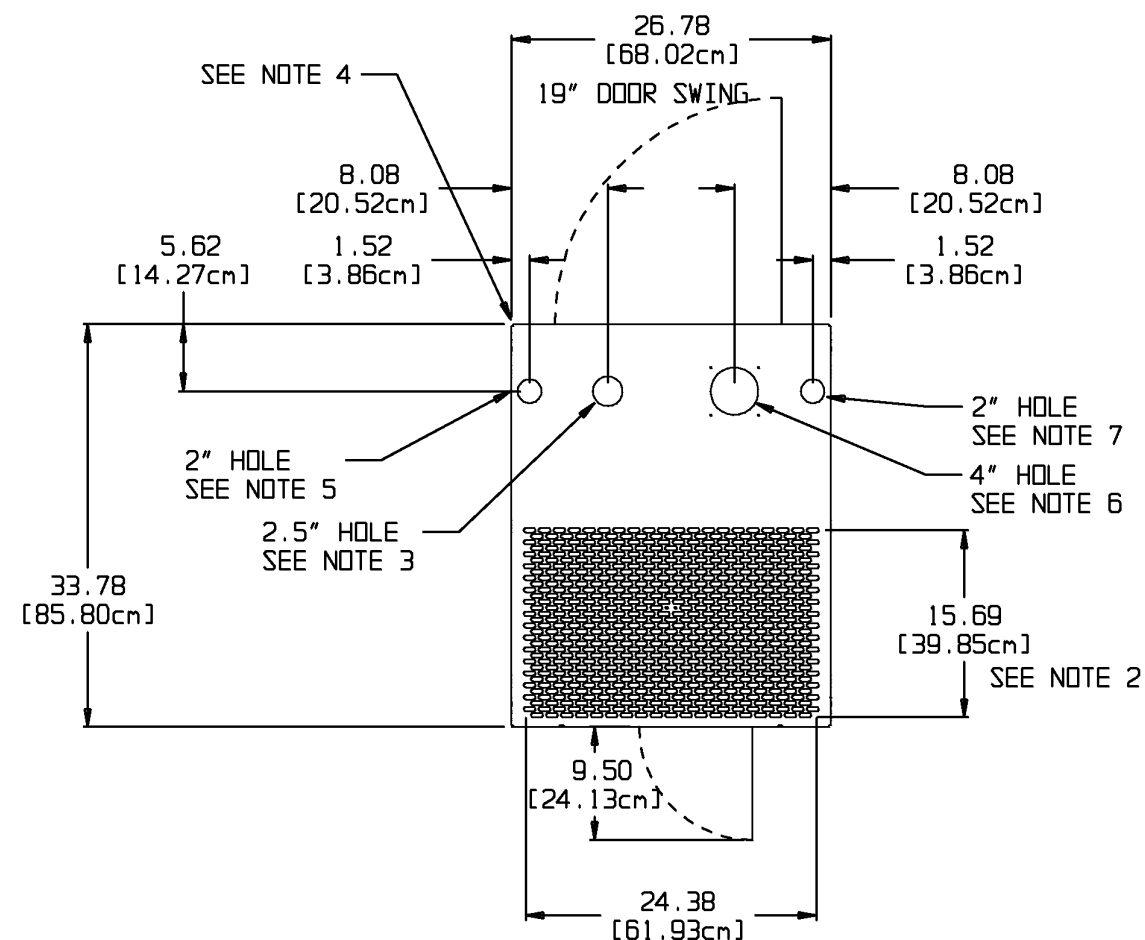 26.78
[68.02cm]
SEE NOTE 4
19" DOOR SWING
8.08
[20.52cm]
8.08
[20.52cm]
5.62
[14.27cm]
1.52
[3.86cm]
1.52
[3.86cm]
2" HOLE
SEE NOTE 7
2" HOLE
SEE NOTE 5
4" HOLE
SEE NOTE 6
2.5" HOLE
SEE NOTE 3
33.78
[85.80cm]
15.69
[39.85cm]
SEE NOTE 2
9.50
[24.13cm]
24.38
[61.93cm]